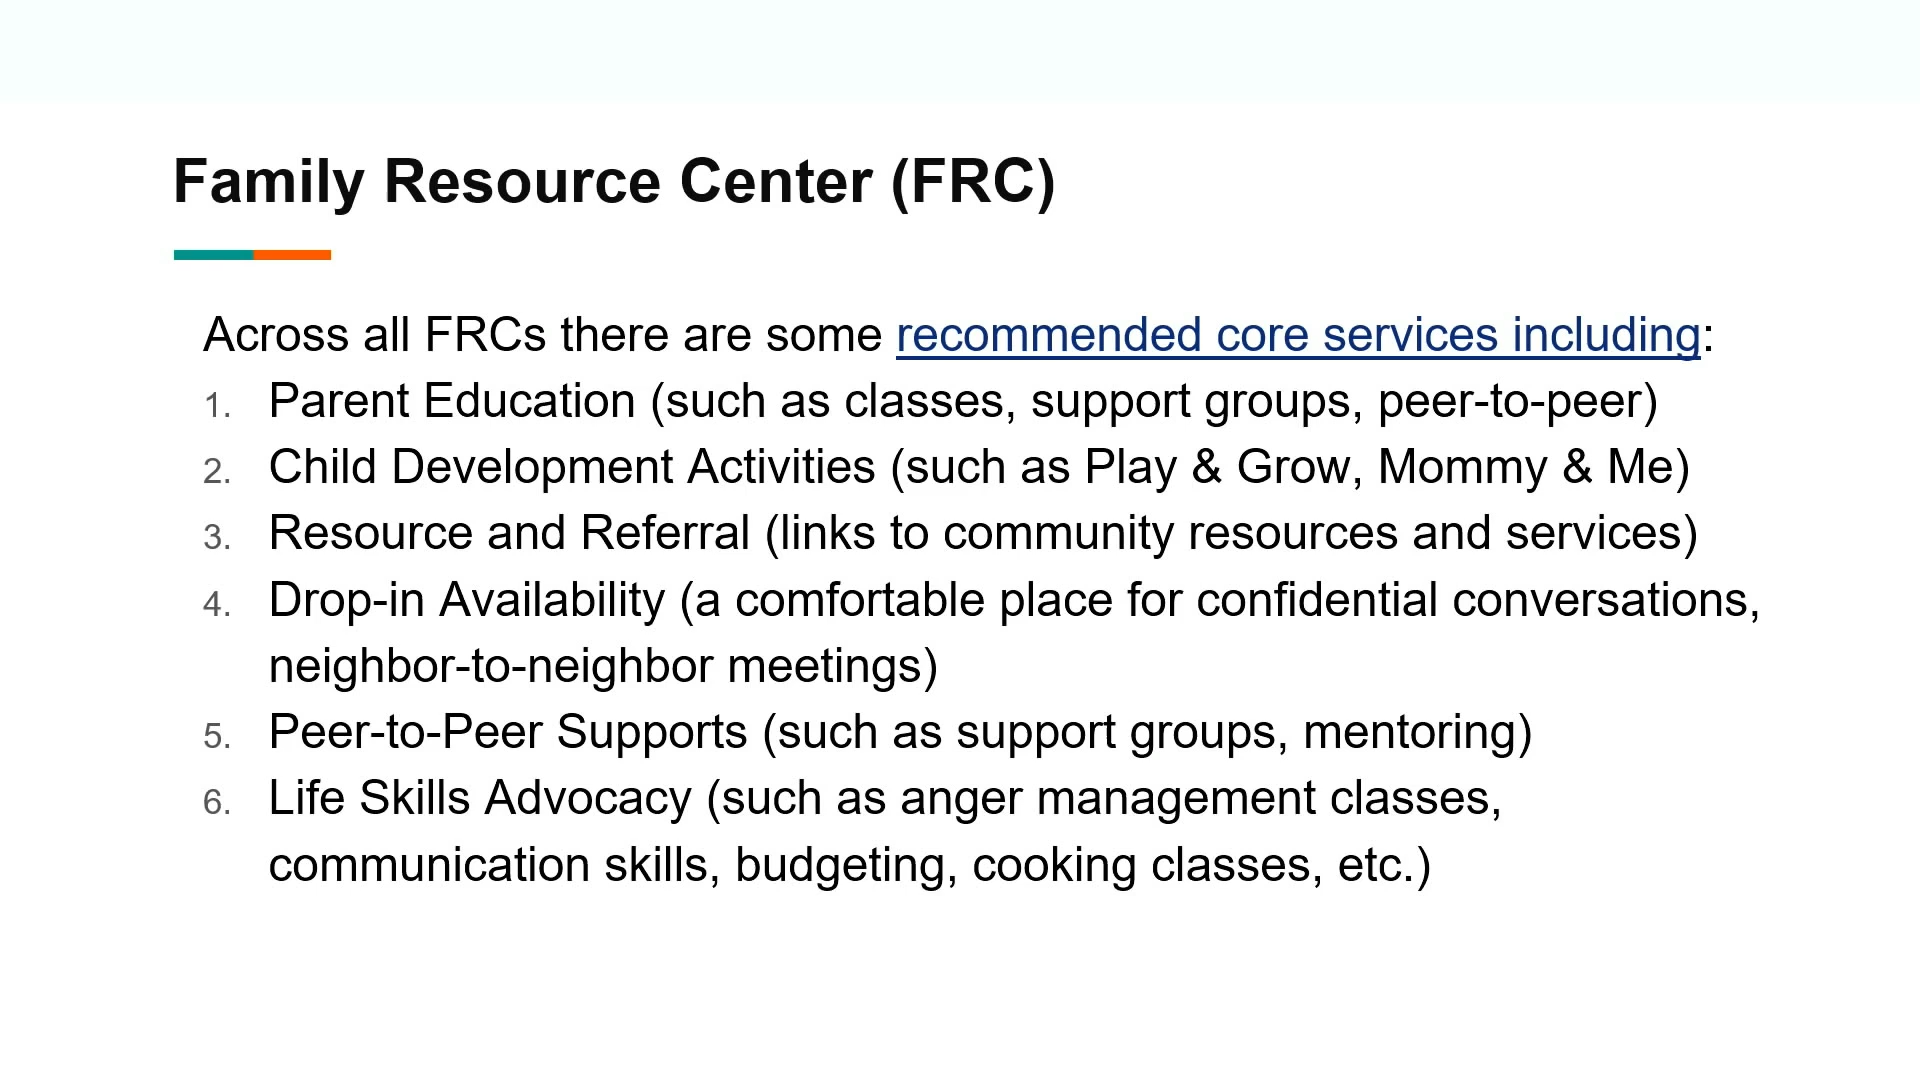 Family Resource Center (FRC)
Across all FRCs there are some recommended core services including:
1. Parent Education (such as classes, support groups, peer-to-peer)
2. Child Development Activities (such as Play & Grow, Mommy & Me)
3. Resource and Referral (links to community resources and services)
4. Drop-in Availability (a comfortable place for confidential conversations,
neighbor-to-neighbor meetings)
5. Peer-to-Peer Supports (such as support groups, mentoring)
6. Life Skills Advocacy (such as anger management classes,
communication skills, budgeting, cooking classes, etc.)